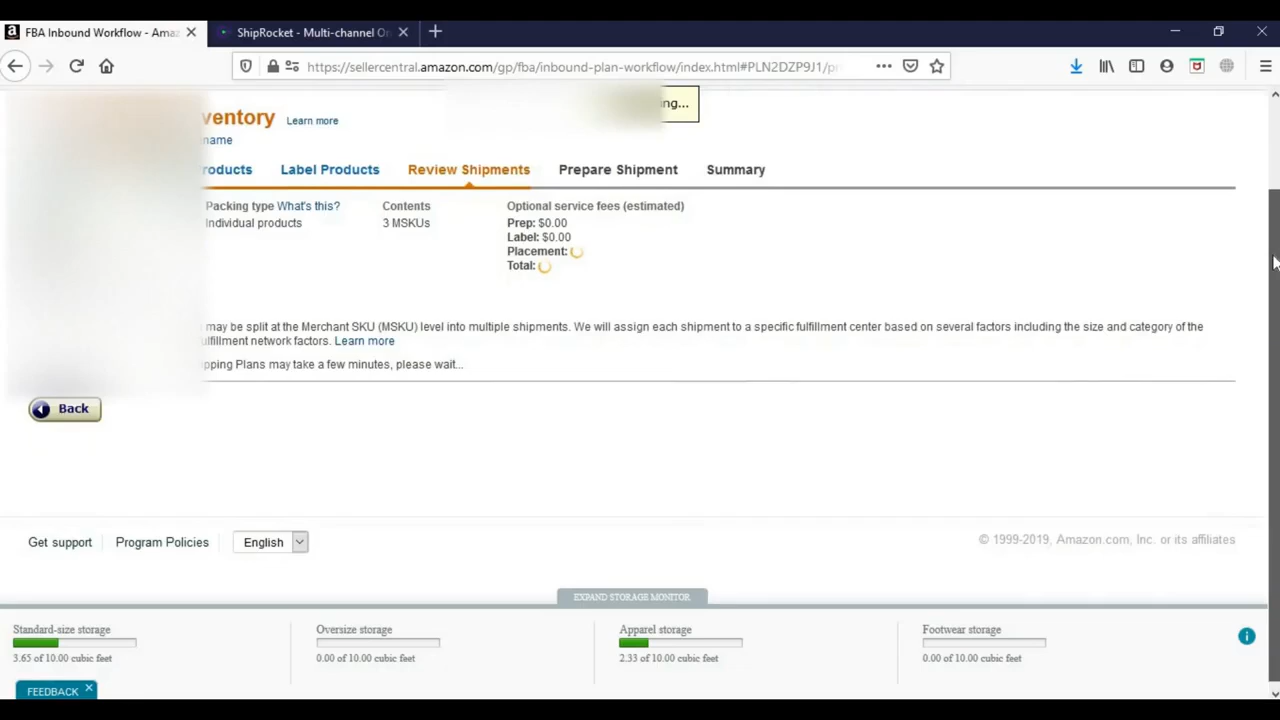 FBA Inbound Workflow - Amaz
ShipRocket - Multi-channel Or
https://sellercentral.amazon.com/gp/fba/inbound-plan-workflow/index.html#PLN2DZP9J1/pr
ing...
ventory Learn more
name
roducts Label Products Review Shipments Prepare Shipment Summary
Packing type What's this? Contents Optional service fees (estimated)
Individual products 3 MSKUs Prep: $0.00
Label: $0.00
Placement:
Total:
may be split at the Merchant SKU (MSKU) level into multiple shipments. We will assign each shipment to a specific fulfillment center based on several factors including the size and category of the
ulfillment network factors. Learn more
pping Plans may take a few minutes, please wait...
Back
Get support Program Policies English © 1999-2019, Amazon.com, Inc. or its affiliates
EXPAND STORAGE MONITOR
Standard-size storage Oversize storage Apparel storage Footwear storage
3.65 of 10.00 cubic feet 0.00 of 10.00 cubic feet 2.33 of 10.00 cubic feet 0.00 of 10.00 cubic feet
FEEDBACK